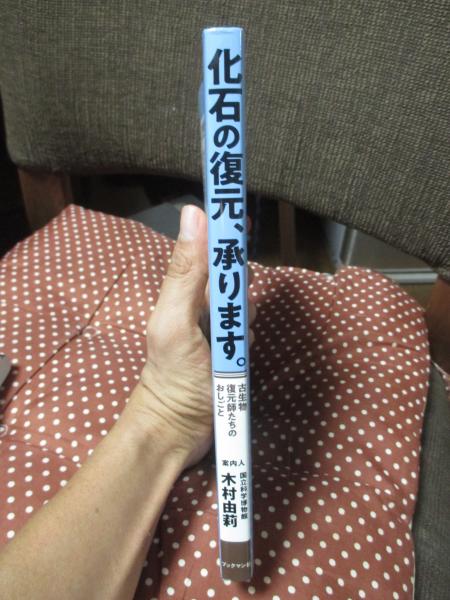 化石の復元、承ります。
古生物
復元師たちの
おしごと
案内人
国立科学博物館
木村由莉
ブックマン社